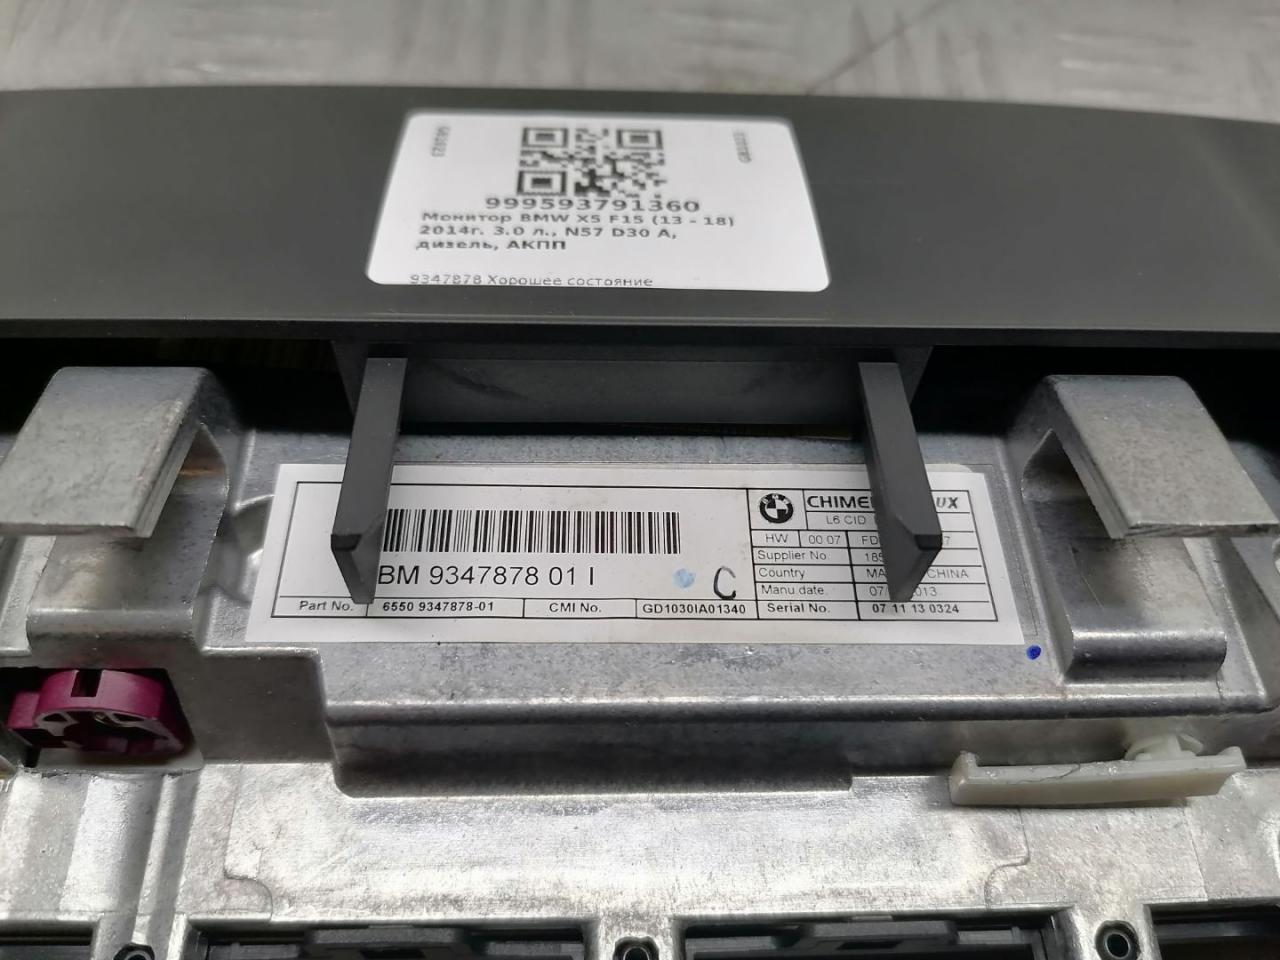 999593791360
Монитор BMW X5 F15 (13 - 18)
2014г. 3.0 л., N57 D30 A,
дизель, АКПП
9347878 Хорошее состояние
BM 9347878 01 I
C
Part No. 6550 9347878-01 CMI No. GD1030IA01340
L6 CID
HW 00 07
Supplier No.
Country CHINA
Manu.date.
Serial No. 07 11 13 0324